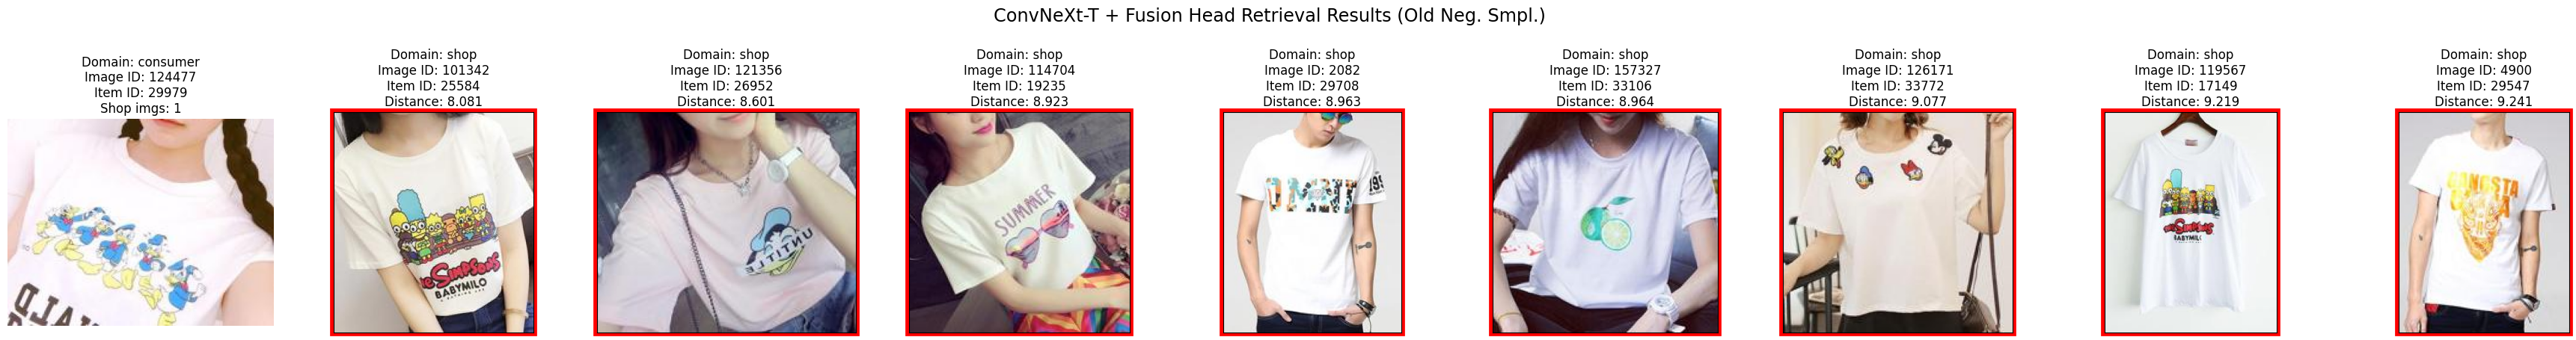 ConvNeXt-T + Fusion Head Retrieval Results (Old Neg. Smpl.)
Domain: consumer
Image ID: 124477
Item ID: 29979
Shop imgs: 1
Domain: shop
Image ID: 101342
Item ID: 25584
Distance: 8.081
Domain: shop
Image ID: 121356
Item ID: 26952
Distance: 8.601
Domain: shop
Image ID: 114704
Item ID: 19235
Distance: 8.923
Domain: shop
Image ID: 2082
Item ID: 29708
Distance: 8.963
Domain: shop
Image ID: 157327
Item ID: 33106
Distance: 8.964
Domain: shop
Image ID: 126171
Item ID: 33772
Distance: 9.077
Domain: shop
Image ID: 119567
Item ID: 17149
Distance: 9.219
Domain: shop
Image ID: 4900
Item ID: 29547
Distance: 9.241
THE SIMPSONS
BABYMILO
UNTITLE
SUMMER
SIMPSONS
BABYMILO
GANGSTA